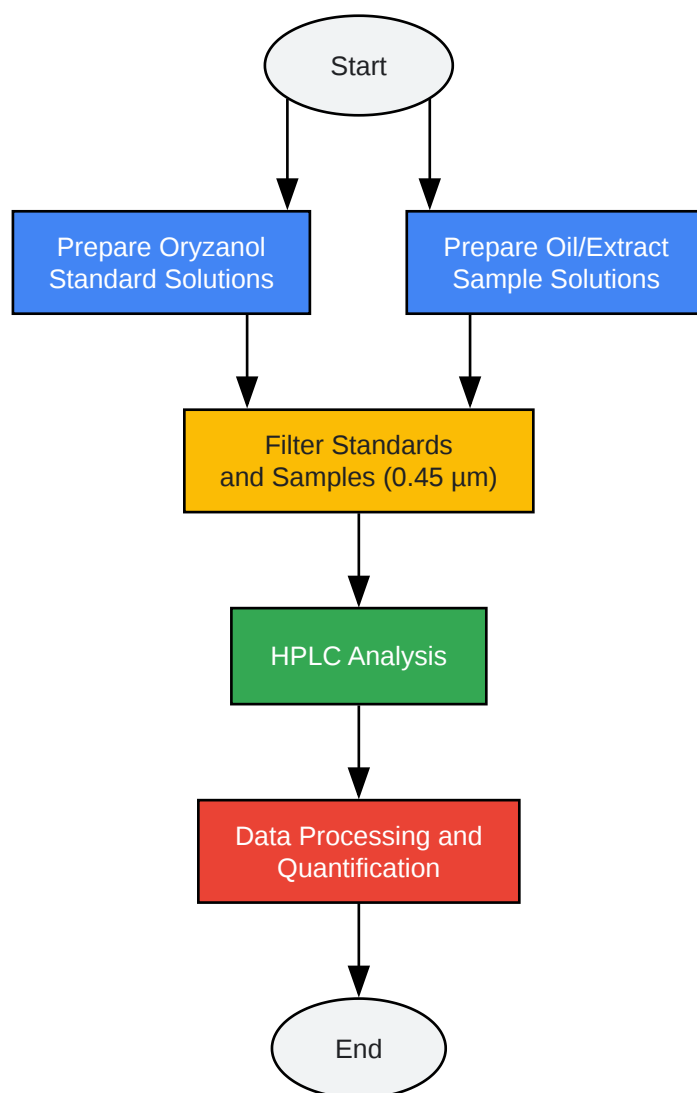 Start
Prepare Oryzanol
Standard Solutions
Prepare Oil/Extract
Sample Solutions
Filter Standards
and Samples (0.45 µm)
HPLC Analysis
Data Processing and
Quantification
End